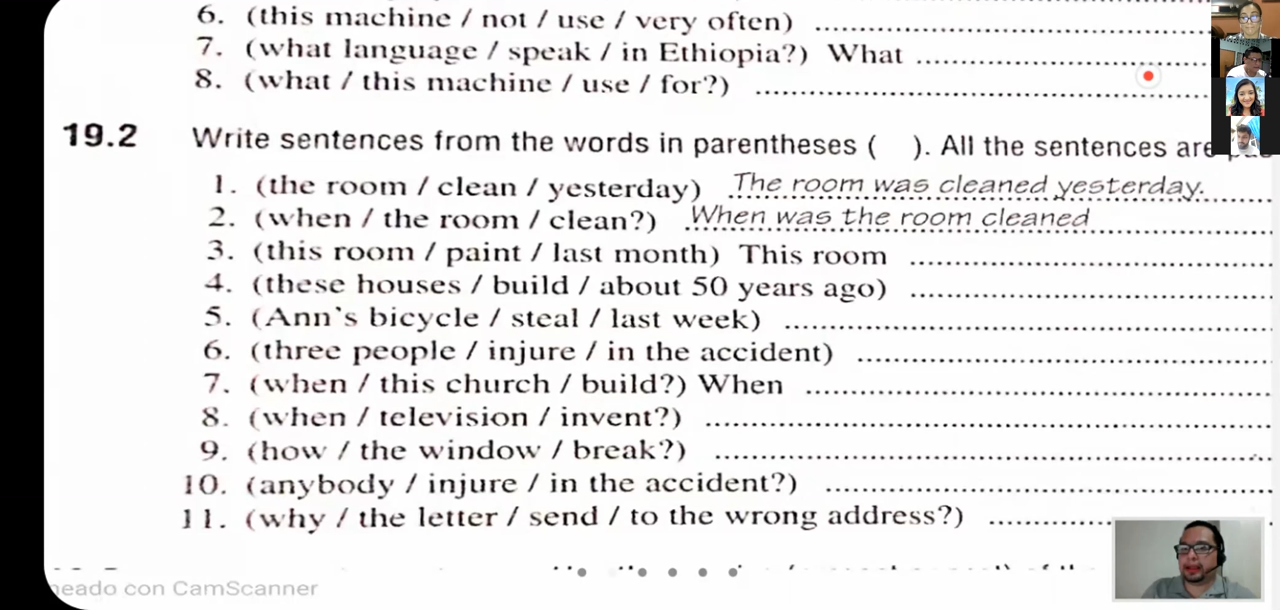 6. (this machine / not / use / very often) ....................
7. (what language / speak / in Ethiopia?) What ....................
8. (what / this machine / use / for?) ....................
19.2 Write sentences from the words in parentheses ( ). All the sentences are
1. (the room / clean / yesterday) The room was cleaned yesterday.
2. (when / the room / clean?) When was the room cleaned
3. (this room / paint / last month) This room ....................
4. (these houses / build / about 50 years ago) ....................
5. (Ann's bicycle / steal / last week) ....................
6. (three people / injure / in the accident) ....................
7. (when / this church / build?) When ....................
8. (when / television / invent?) ....................
9. (how / the window / break?) ....................
10. (anybody / injure / in the accident?) ....................
11. (why / the letter / send / to the wrong address?) ....................
eado con CamScanner